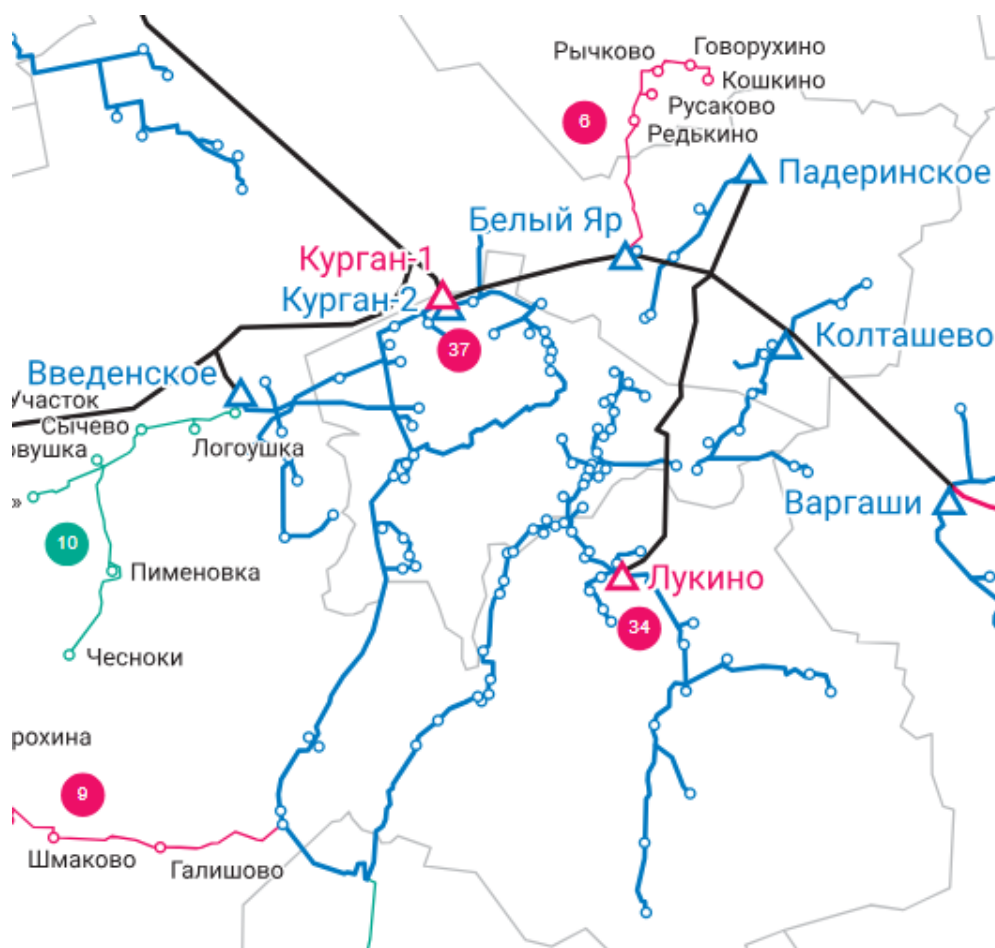 Рычково
Говорухино
Кошкино
6
Русаково
Редькино
Падеринское
Белый Яр
Курган-1
Курган-2
Колташево
37
Введенское
Участок
Сычево
овушка
Логоушка
»
Варгаши
10
Пименовка
Лукино
34
Чесноки
рохина
9
Шмаково
Галишово